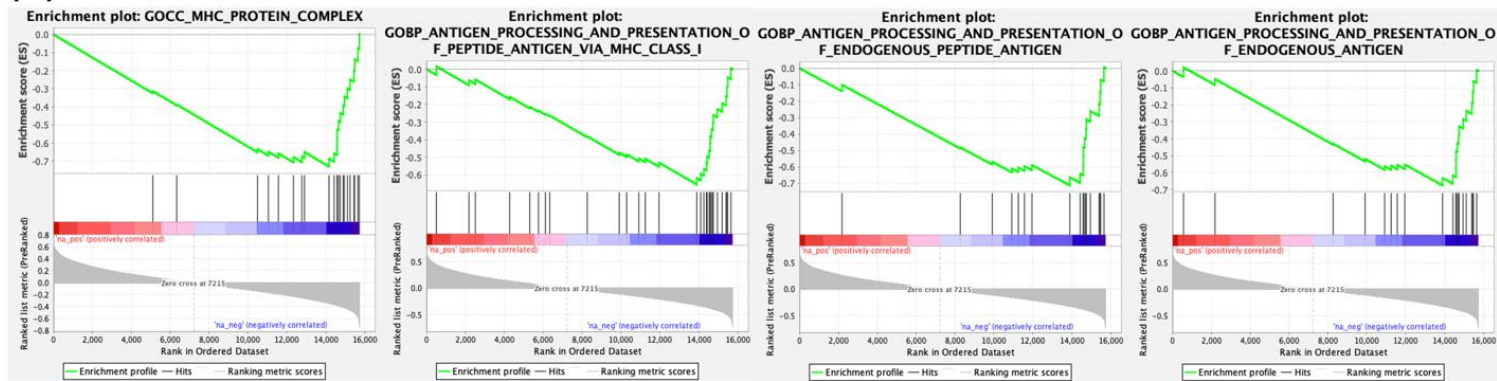 Enrichment plot: GOCC_MHC_PROTEIN_COMPLEX
Enrichment score (ES)
0.0
-0.1
-0.2
-0.3
-0.4
-0.5
-0.6
-0.7
Ranked list metric (PreRanked)
0.8
0.6
0.4
0.2
0.0
-0.2
-0.4
-0.6
-0.8
'na_pos' (positively correlated)
Zero cross at 7215
'na_neg' (negatively correlated)
0 2,000 4,000 6,000 8,000 10,000 12,000 14,000 16,000
Rank in Ordered Dataset
Enrichment profile Hits Ranking metric scores
Enrichment plot:
GOBP_ANTIGEN_PROCESSING_AND_PRESENTATION_O
F_PEPTIDE_ANTIGEN_VIA_MHC_CLASS_I
Enrichment score (ES)
0.0
-0.1
-0.2
-0.3
-0.4
-0.5
-0.6
Ranked list metric (PreRanked)
0.5
0.0
-0.5
'na_pos' (positively correlated)
Zero cross at 7215
'na_neg' (negatively correlated)
0 2,000 4,000 6,000 8,000 10,000 12,000 14,000 16,000
Rank in Ordered Dataset
Enrichment profile Hits Ranking metric scores
Enrichment plot:
GOBP_ANTIGEN_PROCESSING_AND_PRESENTATION_O
F_ENDOGENOUS_PEPTIDE_ANTIGEN
Enrichment score (ES)
0.0
-0.1
-0.2
-0.3
-0.4
-0.5
-0.6
-0.7
Ranked list metric (PreRanked)
0.5
0.0
-0.5
'na_pos' (positively correlated)
Zero cross at 7215
'na_neg' (negatively correlated)
0 2,000 4,000 6,000 8,000 10,000 12,000 14,000 16,000
Rank in Ordered Dataset
Enrichment profile Hits Ranking metric scores
Enrichment plot:
GOBP_ANTIGEN_PROCESSING_AND_PRESENTATION_O
F_ENDOGENOUS_ANTIGEN
Enrichment score (ES)
0.0
-0.1
-0.2
-0.3
-0.4
-0.5
-0.6
-0.7
Ranked list metric (PreRanked)
0.5
0.0
-0.5
'na_pos' (positively correlated)
Zero cross at 7215
'na_neg' (negatively correlated)
0 2,000 4,000 6,000 8,000 10,000 12,000 14,000 16,000
Rank in Ordered Dataset
Enrichment profile Hits Ranking metric scores